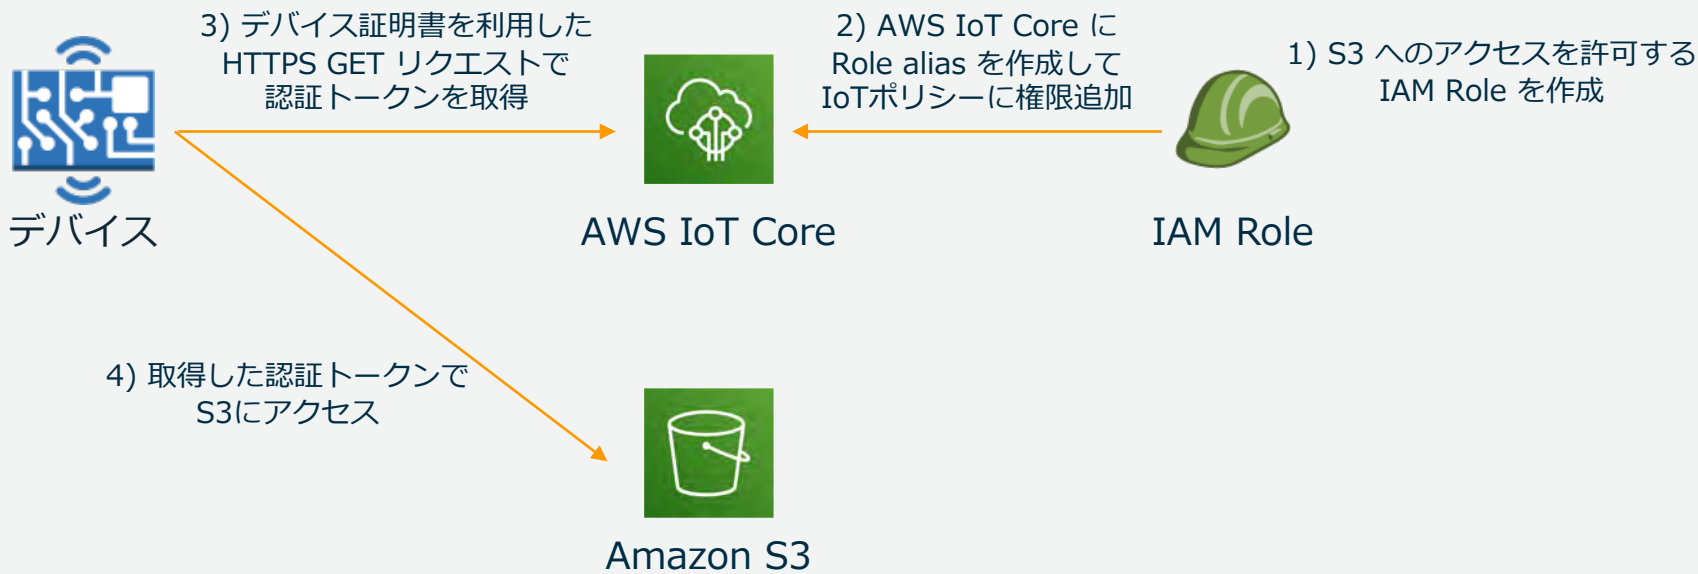 3) デバイス証明書を利用した
HTTPS GET リクエストで
認証トークンを取得
2) AWS IoT Core に
Role alias を作成して
IoTポリシーに権限追加
1) S3 へのアクセスを許可する
IAM Role を作成
デバイス
AWS IoT Core
IAM Role
4) 取得した認証トークンで
S3にアクセス
Amazon S3